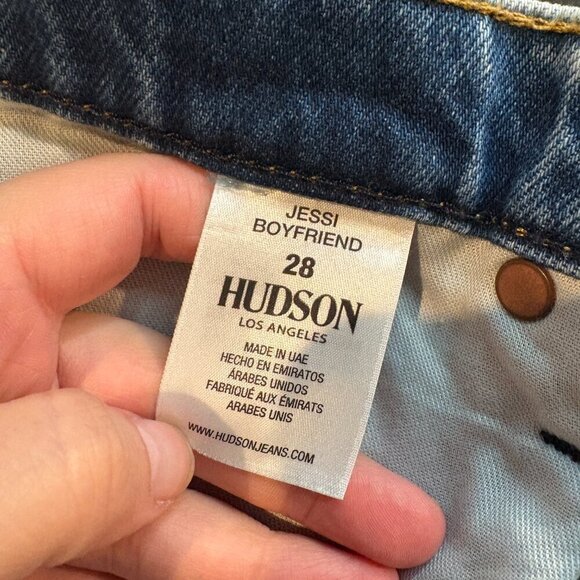 JESSI
BOYFRIEND
28
HUDSON
LOS ANGELES
MADE IN UAE
HECHO EN EMIRATOS
ÁRABES UNIDOS
FABRIQUÉ AUX ÉMIRATS
ARABES UNIS
WWW.HUDSONJEANS.COM